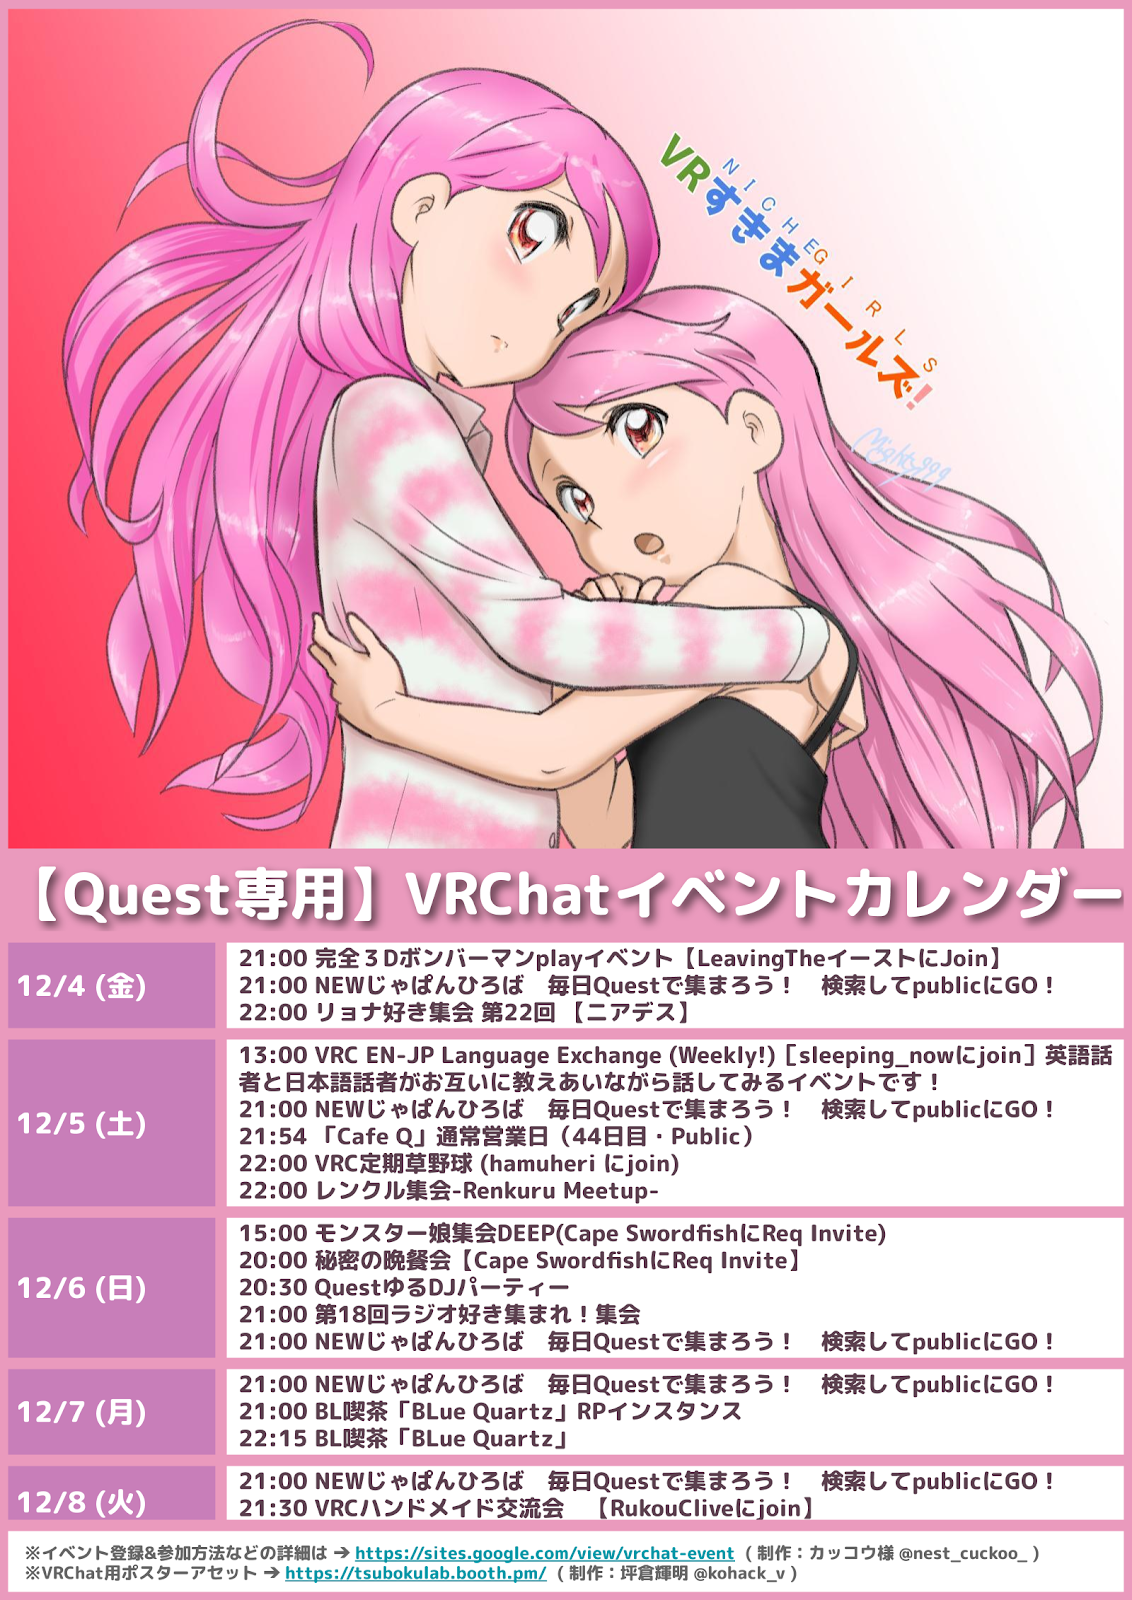 NICHE GIRLS
VRすきまガールズ!
Mighty999
【Quest専用】VRChatイベントカレンダー
12/4 (金)
21:00 完全３Dボンバーマンplayイベント【LeavingTheイーストにJoin】
21:00 NEWじゃぱんひろば　毎日Questで集まろう！　検索してpublicにGO！
22:00 リョナ好き集会 第22回 【ニアデス】
12/5 (土)
13:00 VRC EN-JP Language Exchange (Weekly!)［sleeping_nowにjoin］英語話
者と日本語話者がお互いに教えあいながら話してみるイベントです！
21:00 NEWじゃぱんひろば　毎日Questで集まろう！　検索してpublicにGO！
21:54 「Cafe Q」通常営業日（44日目・Public）
22:00 VRC定期草野球 (hamuheri にjoin)
22:00 レンクル集会-Renkuru Meetup-
12/6 (日)
15:00 モンスター娘集会DEEP(Cape SwordfishにReq Invite)
20:00 秘密の晩餐会【Cape SwordfishにReq Invite】
20:30 QuestゆるDJパーティー
21:00 第18回ラジオ好き集まれ！集会
21:00 NEWじゃぱんひろば　毎日Questで集まろう！　検索してpublicにGO！
12/7 (月)
21:00 NEWじゃぱんひろば　毎日Questで集まろう！　検索してpublicにGO！
21:00 BL喫茶「BLue Quartz」RPインスタンス
22:15 BL喫茶「BLue Quartz」
12/8 (火)
21:00 NEWじゃぱんひろば　毎日Questで集まろう！　検索してpublicにGO！
21:30 VRCハンドメイド交流会　【RukouCliveにjoin】
※イベント登録&参加方法などの詳細は ➔ https://sites.google.com/view/vrchat-event （ 制作：カッコウ様 @nest_cuckoo_ ）
※VRChat用ポスターアセット ➔ https://tsubokulab.booth.pm/ （ 制作：坪倉輝明 @kohack_v ）